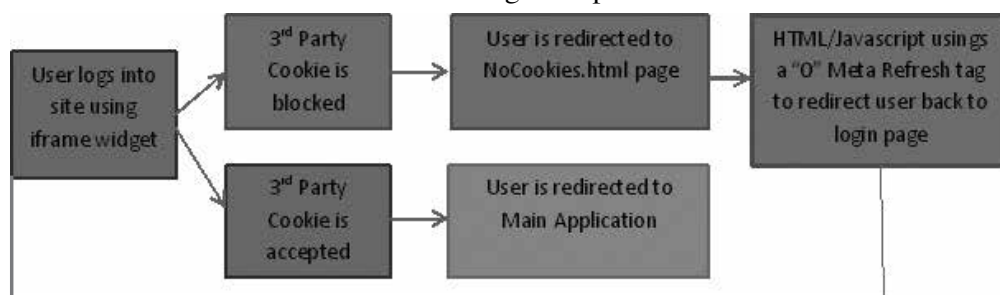 User logs into
site using
iframe widget
3rd Party
Cookie is
blocked
User is redirected to
NoCookies.html page
HTML/Javascript usings
a “0” Meta Refresh tag
to redirect user back to
login page
3rd Party
Cookie is
accepted
User is redirected to
Main Application